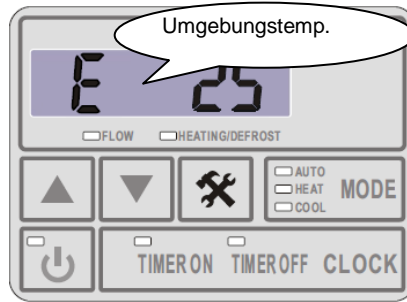 Umgebungstemp.
E 25
FLOW HEATING/DEFROST
AUTO
HEAT MODE
COOL
TIMER ON TIMER OFF CLOCK